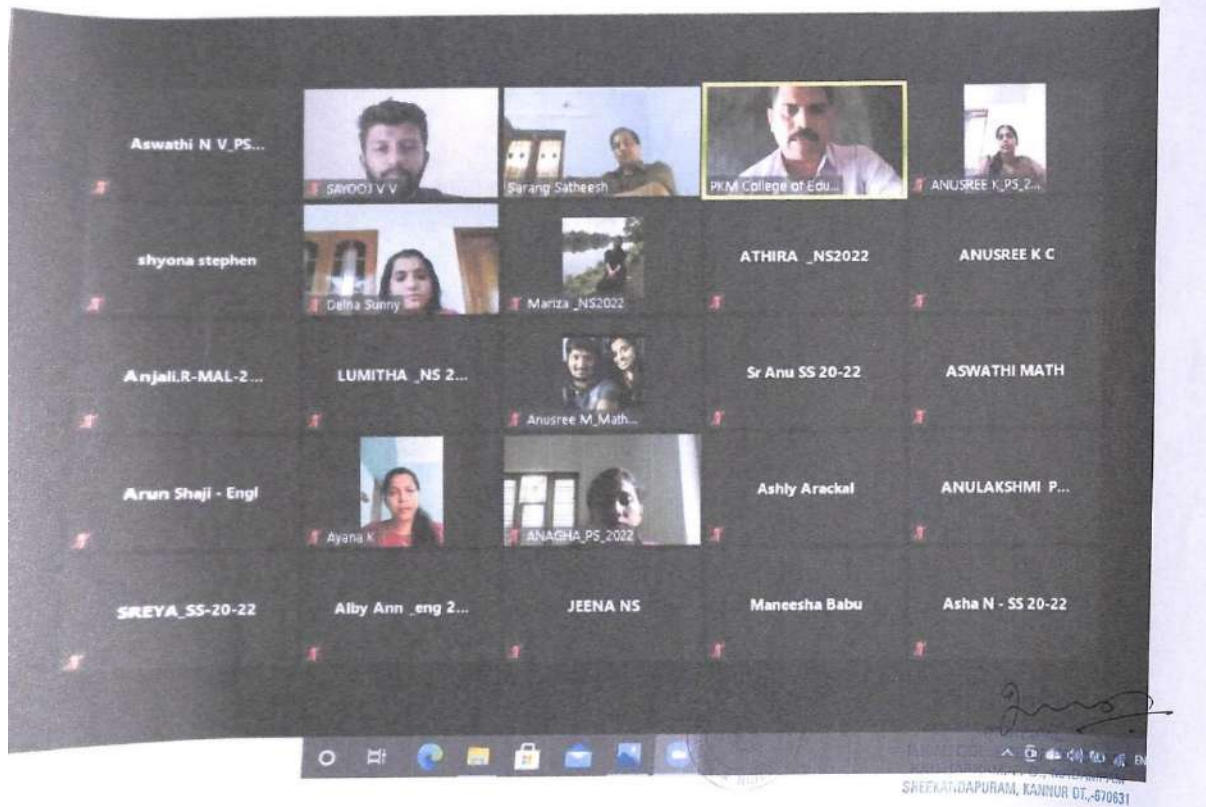 Aswathi N V_PS...
SAYOOJ V V
Sarang Satheesh
PKM College of Edu...
ANUSREE K_PS_2...
shyona stephen
Delna Sunny
Mariza _NS2022
ATHIRA _NS2022
ANUSREE K C
Anjali.R-MAL-2...
LUMITHA _NS 2...
Anusree M_Math...
Sr Anu SS 20-22
ASWATHI MATH
Arun Shaji - Engl
Ayana K
ANAGHA_PS_2022
Ashly Arackal
ANULAKSHMI P...
SREYA_SS-20-22
Alby Ann _eng 2...
JEENA NS
Maneesha Babu
Asha N - SS 20-22
EN
SREEKANDAPURAM, KANNUR DT.,-670631